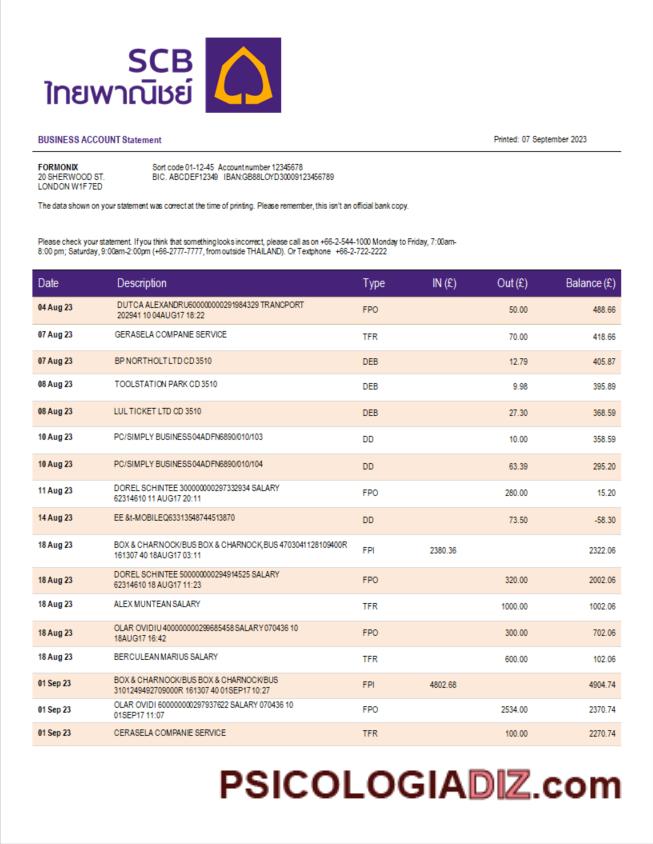 SCB
ไทยพาณิชย์
BUSINESS ACCOUNT Statement
Printed: 07 September 2023
FORMONIX
20 SHERWOOD ST.
LONDON W1F 7ED
Sort code 01-12-45 Account number 12345678
BIC. ABCDEF12349 IBAN:GB88LOYD30009123456789
The data shown on your statement was correct at the time of printing. Please remember, this isn't an official bank copy.
Please check your statement. If you think that something looks incorrect, please call as on +66-2-544-1000 Monday to Friday, 7:00am-
8:00 pm; Saturday, 9:00am-2:00pm (+66-2777-7777, from outside THAILAND). Or Textphone +66-2-722-2222
Date Description Type IN (£) Out (£) Balance (£)
04 Aug 23 DUTCA ALEXANDRU600000000291984329 TRANCPORT
202941 10 04AUG17 18:22 FPO 50.00 488.66
07 Aug 23 GERASELA COMPANIE SERVICE TFR 70.00 418.66
07 Aug 23 BP NORTHOLT LTD CD 3510 DEB 12.79 405.87
08 Aug 23 TOOLSTATION PARK CD 3510 DEB 9.98 395.89
08 Aug 23 LUL TICKET LTD CD 3510 DEB 27.30 368.59
10 Aug 23 PC/SIMPLY BUSINESS04ADFN6890/010/103 DD 10.00 358.59
10 Aug 23 PC/SIMPLY BUSINESS04ADFN6890/010/104 DD 63.39 295.20
11 Aug 23 DOREL SCHINTEE 300000000297332934 SALARY
62314610 11 AUG17 20:11 FPO 280.00 15.20
14 Aug 23 EE &t-MOBILEQ63313548744513870 DD 73.50 -58.30
18 Aug 23 BOX & CHARNOCK/BUS BOX & CHARNOCK,BUS 4703041128109400R
161307 40 18AUG17 03:11 FPI 2380.36 2322.06
18 Aug 23 DOREL SCHINTEE 500000000294914525 SALARY
62314610 18 AUG17 11:23 FPO 320.00 2002.06
18 Aug 23 ALEX MUNTEAN SALARY TFR 1000.00 1002.06
18 Aug 23 OLAR OVIDIU 400000000299685458 SALARY 070436 10
18AUG17 16:42 FPO 300.00 702.06
18 Aug 23 BERCULEAN MARIUS SALARY TFR 600.00 102.06
01 Sep 23 BOX & CHARNOCK/BUS BOX & CHARNOCK/BUS
3101249492709000R 161307 40 01SEP17 10:27 FPI 4802.68 4904.74
01 Sep 23 OLAR OVIDI 600000000297937622 SALARY 070436 10
01SEP17 11:07 FPO 2534.00 2370.74
01 Sep 23 CERASELA COMPANIE SERVICE TFR 100.00 2270.74
PSICOLOGIADIZ.com